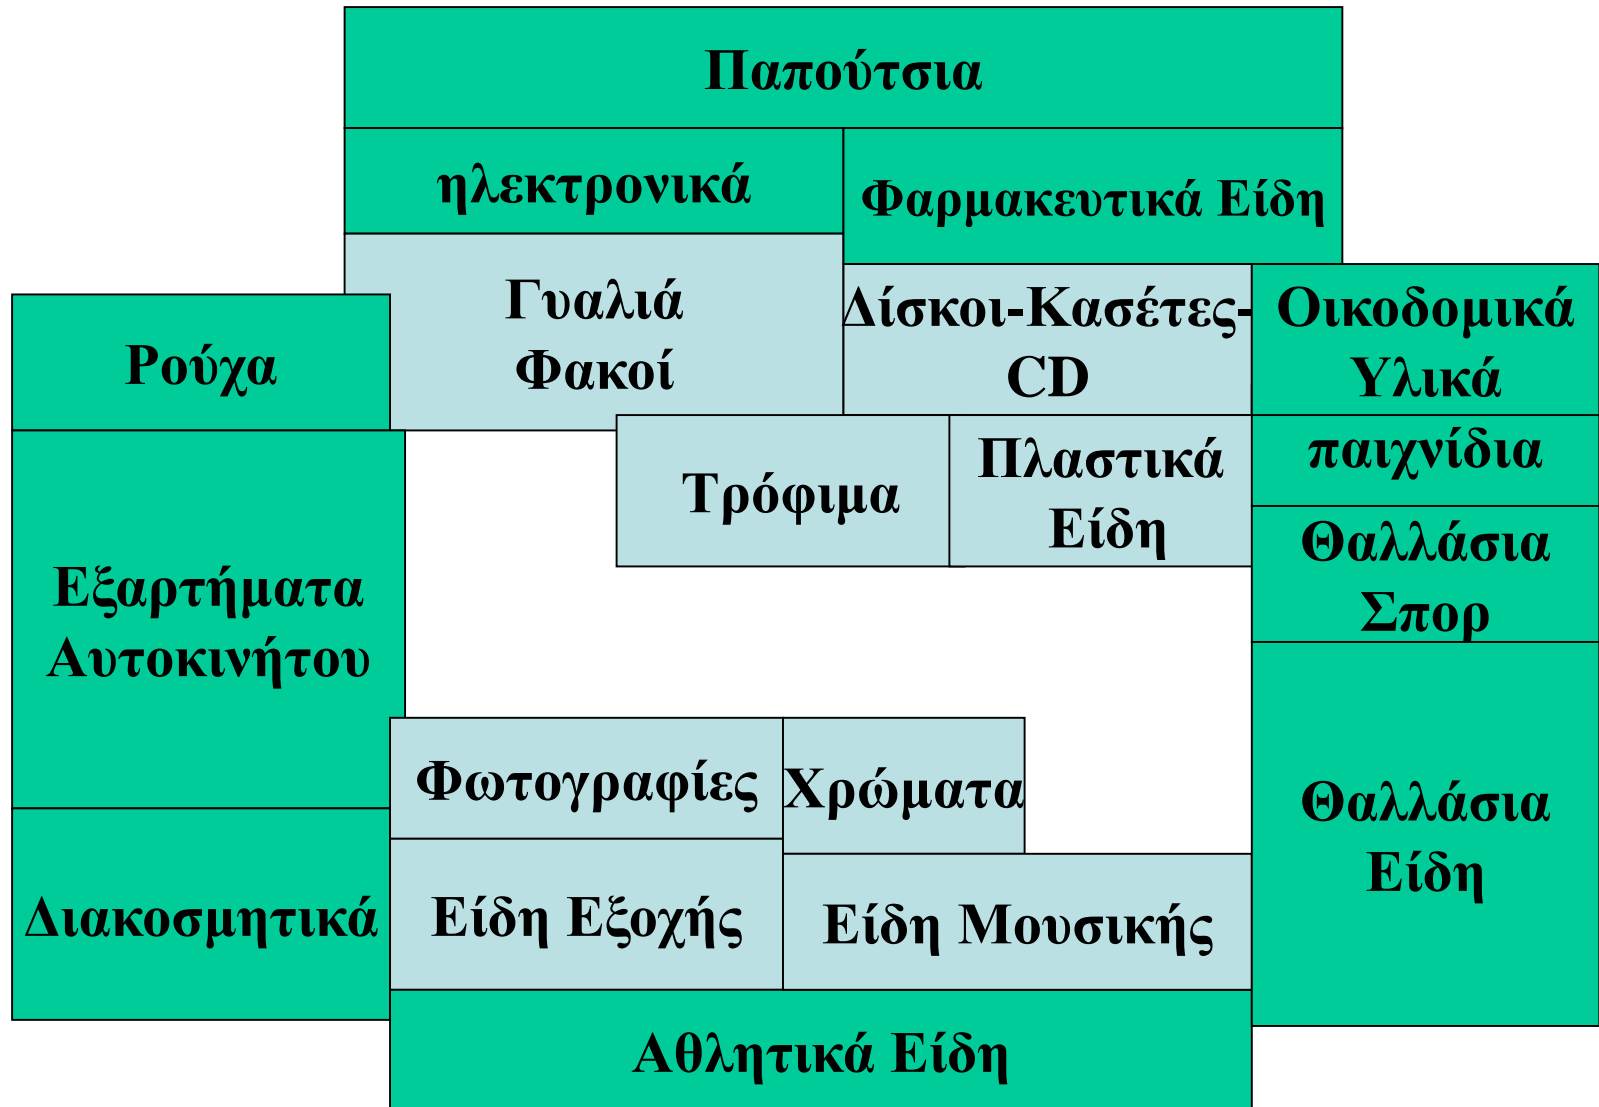 Παπούτσια
ηλεκτρονικά
Φαρμακευτικά Είδη
Γυαλιά
Φακοί
Δίσκοι-Κασέτες-
CD
Οικοδομικά
Υλικά
Ρούχα
Τρόφιμα
Πλαστικά
Είδη
παιχνίδια
Θαλλάσια
Σπορ
Εξαρτήματα
Αυτοκινήτου
Φωτογραφίες
Χρώματα
Θαλλάσια
Είδη
Διακοσμητικά
Είδη Εξοχής
Είδη Μουσικής
Αθλητικά Είδη